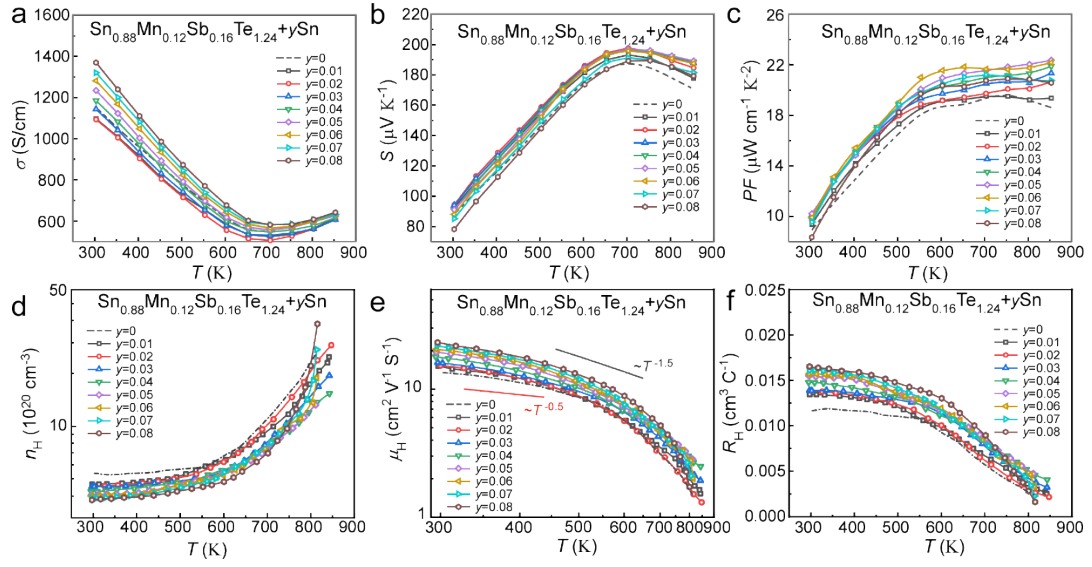 a
Sn0.88Mn0.12Sb0.16Te1.24+ySn
1600
1400
1200
1000
800
600
σ (S/cm)
y=0
y=0.01
y=0.02
y=0.03
y=0.04
y=0.05
y=0.06
y=0.07
y=0.08
300 400 500 600 700 800 900
T (K)
b
Sn0.88Mn0.12Sb0.16Te1.24+ySn
200
180
160
140
120
100
80
S (μV K-1)
y=0
y=0.01
y=0.02
y=0.03
y=0.04
y=0.05
y=0.06
y=0.07
y=0.08
300 400 500 600 700 800 900
T (K)
c
Sn0.88Mn0.12Sb0.16Te1.24+ySn
26
22
18
14
10
PF (μW cm-1 K-2)
y=0
y=0.01
y=0.02
y=0.03
y=0.04
y=0.05
y=0.06
y=0.07
y=0.08
300 400 500 600 700 800 900
T (K)
d
Sn0.88Mn0.12Sb0.16Te1.24+ySn
50
10
nH (1020 cm-3)
y=0
y=0.01
y=0.02
y=0.03
y=0.04
y=0.05
y=0.06
y=0.07
y=0.08
300 400 500 600 700 800 900
T (K)
e
Sn0.88Mn0.12Sb0.16Te1.24+ySn
10
1
μH (cm2 V-1 S-1)
~T-1.5
~T-0.5
y=0
y=0.01
y=0.02
y=0.03
y=0.04
y=0.05
y=0.06
y=0.07
y=0.08
300 400 500 600 700 800 900
T (K)
f
Sn0.88Mn0.12Sb0.16Te1.24+ySn
0.025
0.020
0.015
0.010
0.005
0.000
RH (cm3 C-1)
y=0
y=0.01
y=0.02
y=0.03
y=0.04
y=0.05
y=0.06
y=0.07
y=0.08
300 400 500 600 700 800 900
T (K)